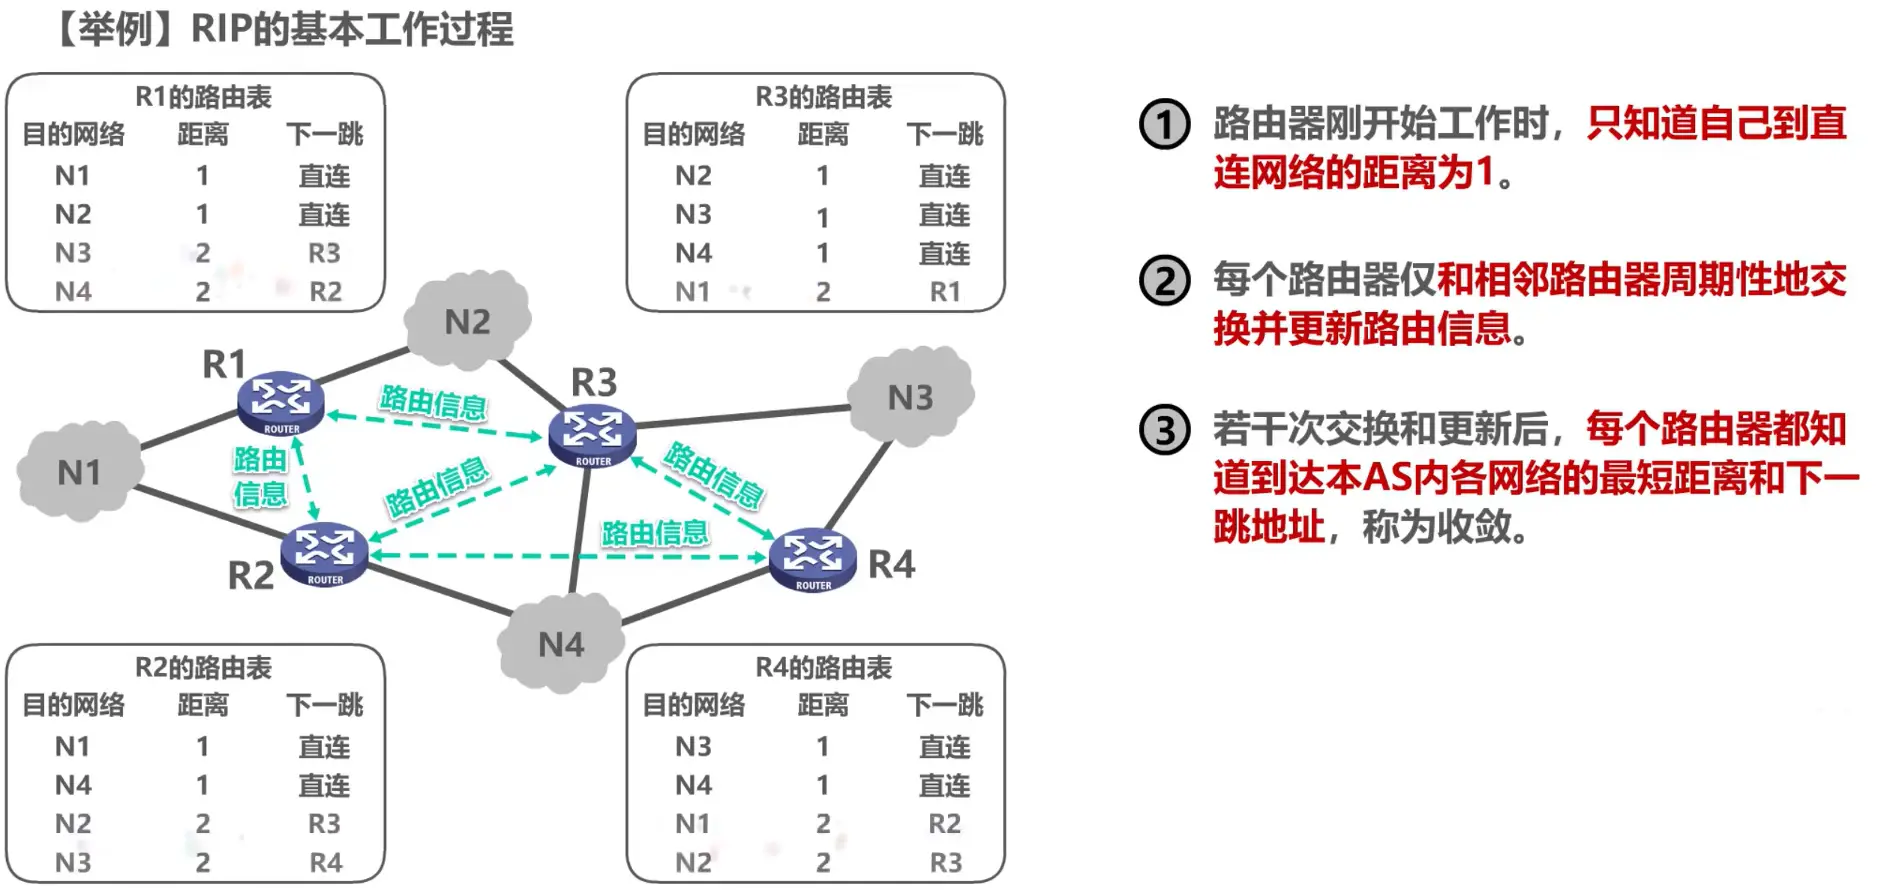 【举例】RIP的基本工作过程
R1的路由表
目的网络 距离 下一跳
N1 1 直连
N2 1 直连
N3 2 R3
N4 2 R2
R3的路由表
目的网络 距离 下一跳
N2 1 直连
N3 1 直连
N4 1 直连
N1 2 R1
① 路由器刚开始工作时，只知道自己到直
连网络的距离为1。
② 每个路由器仅和相邻路由器周期性地交
换并更新路由信息。
③ 若干次交换和更新后，每个路由器都知
道到达本AS内各网络的最短距离和下一
跳地址，称为收敛。
N2
R1
R3
N3
路由信息
ROUTER
ROUTER
N1
路由
信息
路由信息
路由信息
路由信息
R2
ROUTER
ROUTER
R4
N4
R2的路由表
目的网络 距离 下一跳
N1 1 直连
N4 1 直连
N2 2 R3
N3 2 R4
R4的路由表
目的网络 距离 下一跳
N3 1 直连
N4 1 直连
N1 2 R2
N2 2 R3